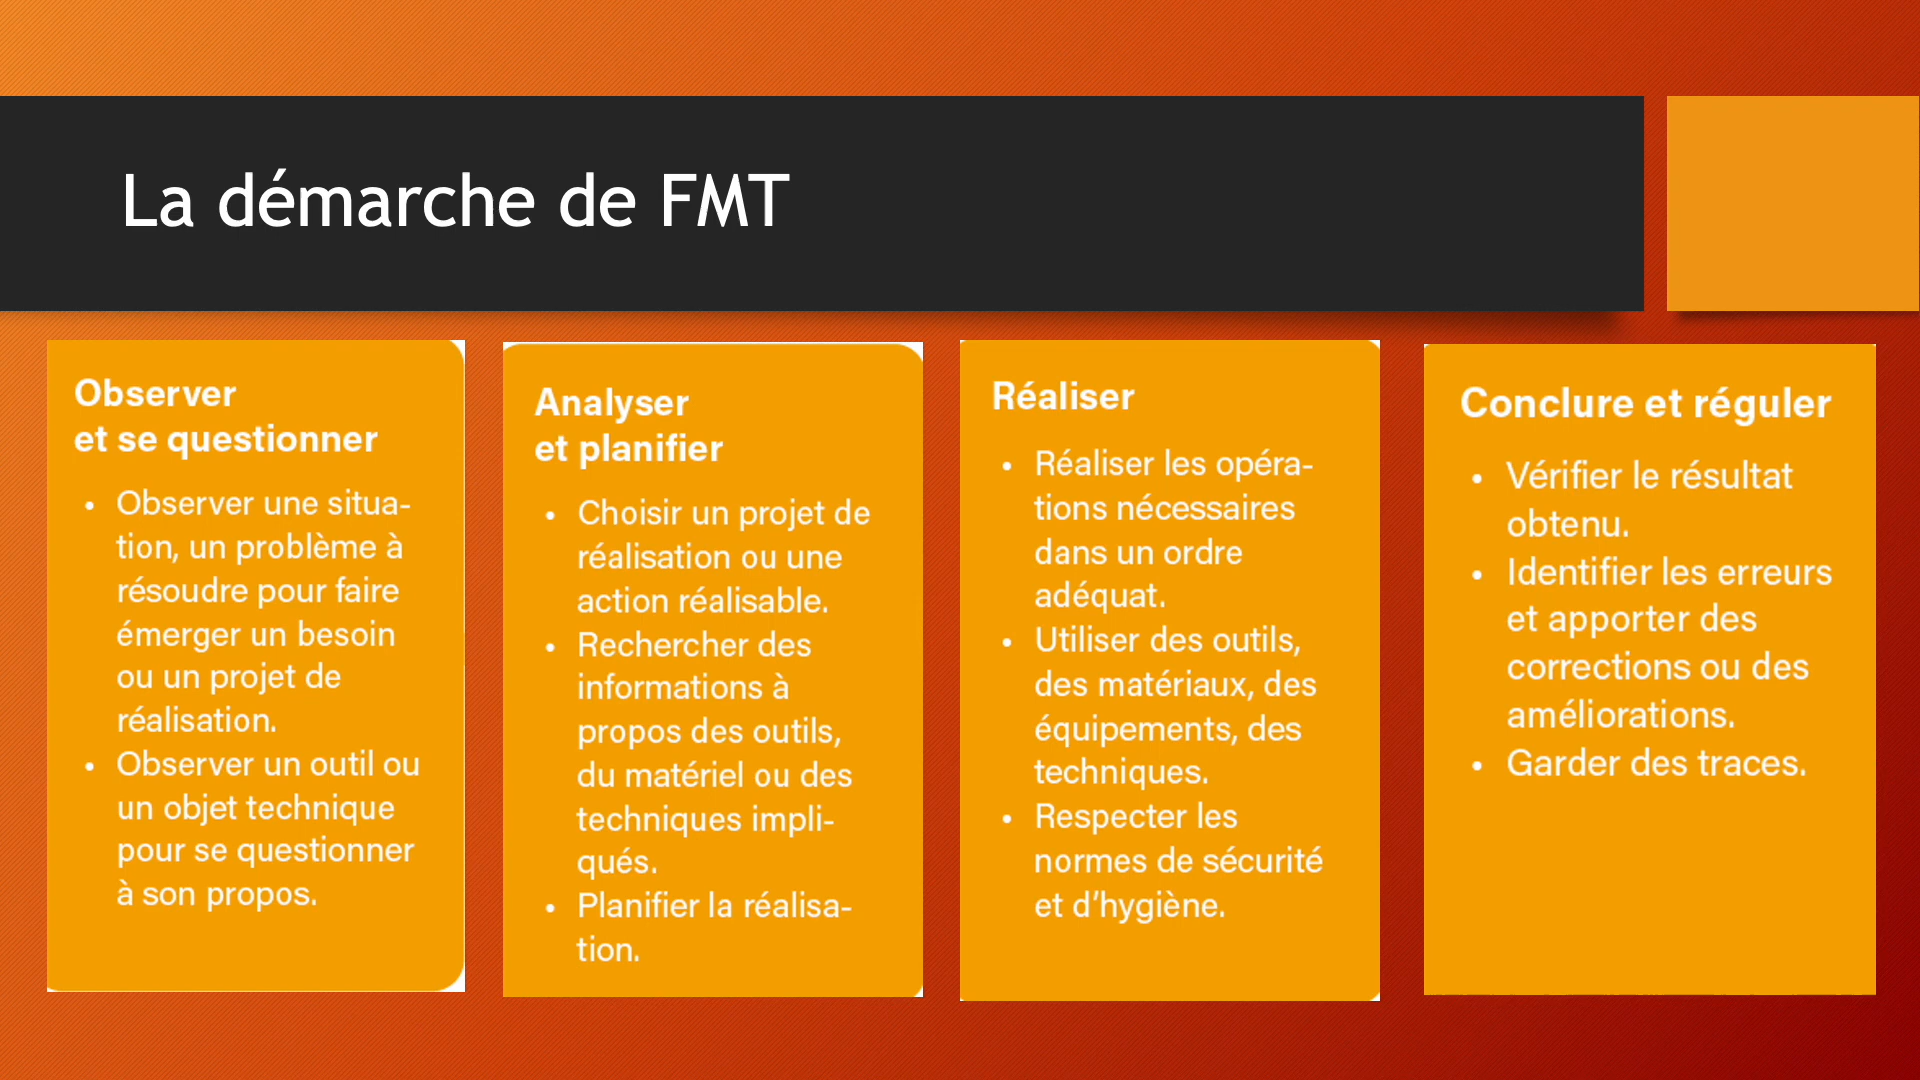 La démarche de FMT
Observer
et se questionner
• Observer une situa-
tion, un problème à
résoudre pour faire
émerger un besoin
ou un projet de
réalisation.
• Observer un outil ou
un objet technique
pour se questionner
à son propos.
Analyser
et planifier
• Choisir un projet de
réalisation ou une
action réalisable.
• Rechercher des
informations à
propos des outils,
du matériel ou des
techniques impli-
qués.
• Planifier la réalisa-
tion.
Réaliser
• Réaliser les opéra-
tions nécessaires
dans un ordre
adéquat.
• Utiliser des outils,
des matériaux, des
équipements, des
techniques.
• Respecter les
normes de sécurité
et d’hygiène.
Conclure et réguler
• Vérifier le résultat
obtenu.
• Identifier les erreurs
et apporter des
corrections ou des
améliorations.
• Garder des traces.